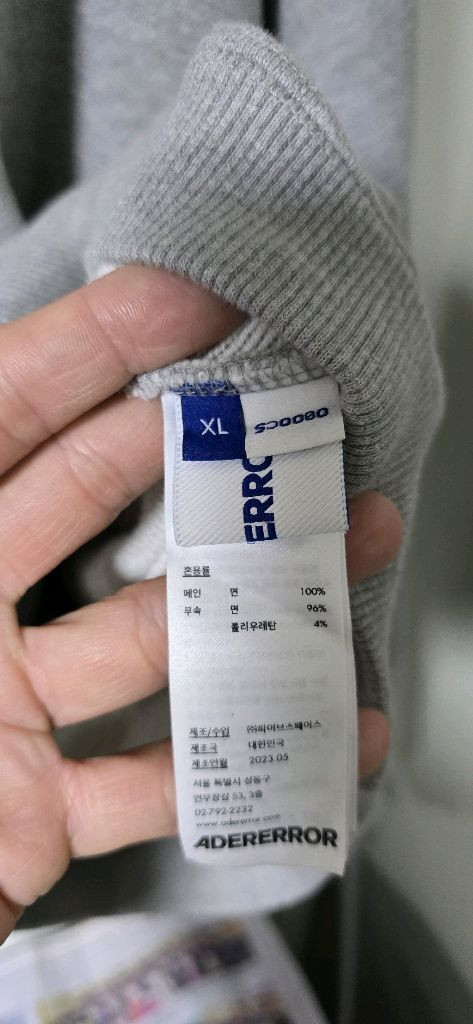 XL
0000C5
ERRO
혼용률
메인 면 100%
부속 면 96%
폴리우레탄 4%
제조/수입 ㈜파이브스페이스
제조국 대한민국
제조연월 2023.05
서울 특별시 성동구
연무장길 53, 3층
02-792-2232
www.adererror.com
ADERERROR